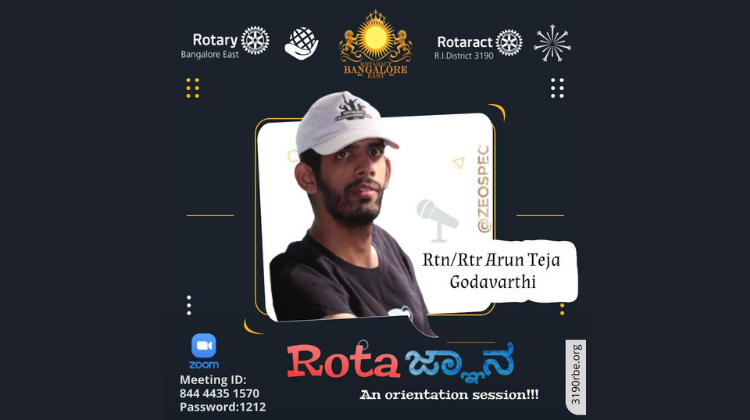 Rotary
Bangalore East
ROTARACT
BANGALORE
EAST
Rotaract
R.I.District 3190
@ZEOSPEC
Rtn/Rtr Arun Teja
Godavarthi
Rota ಜ್ಞಾನ
An orientation session!!!
zoom
Meeting ID:
844 4435 1570
Password:1212
3190rbe.org